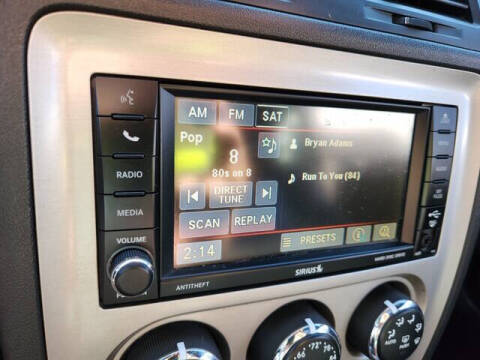 AM FM SAT
Pop
8
80s on 8
Bryan Adams
Run To You (84)
DIRECT
TUNE
SCAN REPLAY
2:14
PRESETS
RADIO
MEDIA
VOLUME
ANTITHEFT
SIRIUS
72